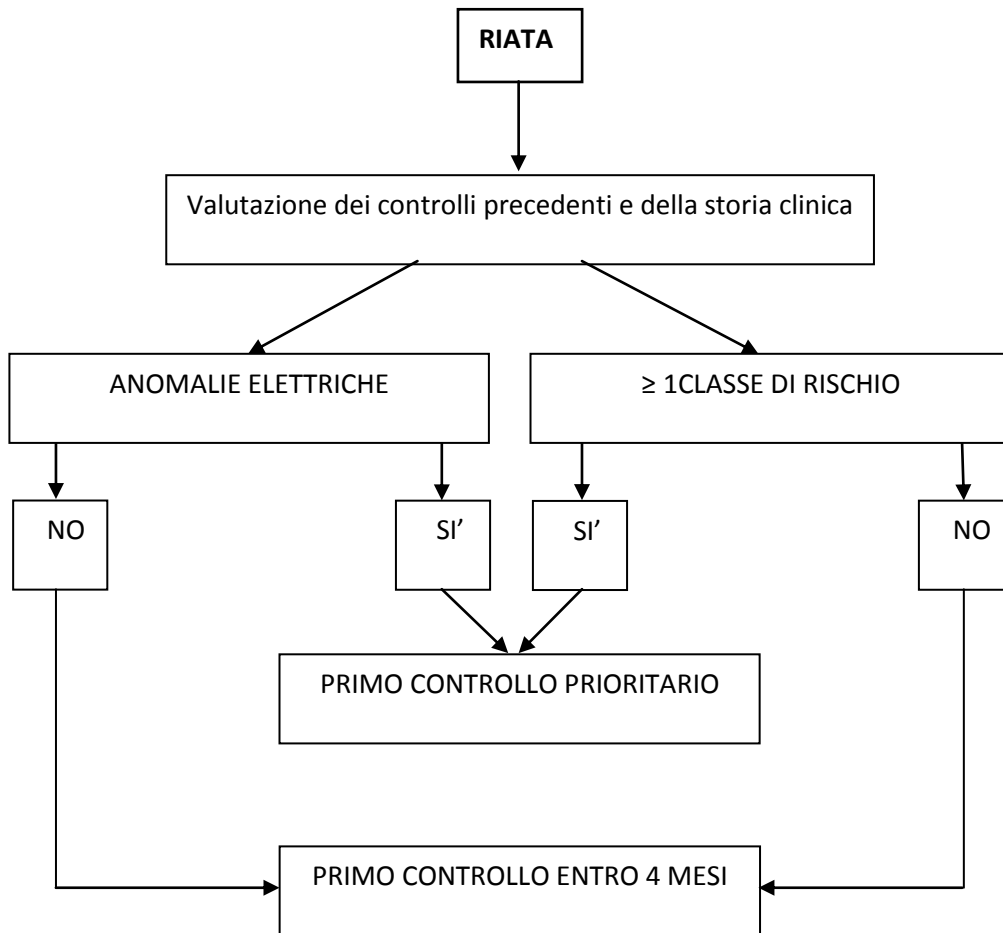 RIATA
Valutazione dei controlli precedenti e della storia clinica
ANOMALIE ELETTRICHE
≥ 1CLASSE DI RISCHIO
NO
SI’
SI’
NO
PRIMO CONTROLLO PRIORITARIO
PRIMO CONTROLLO ENTRO 4 MESI